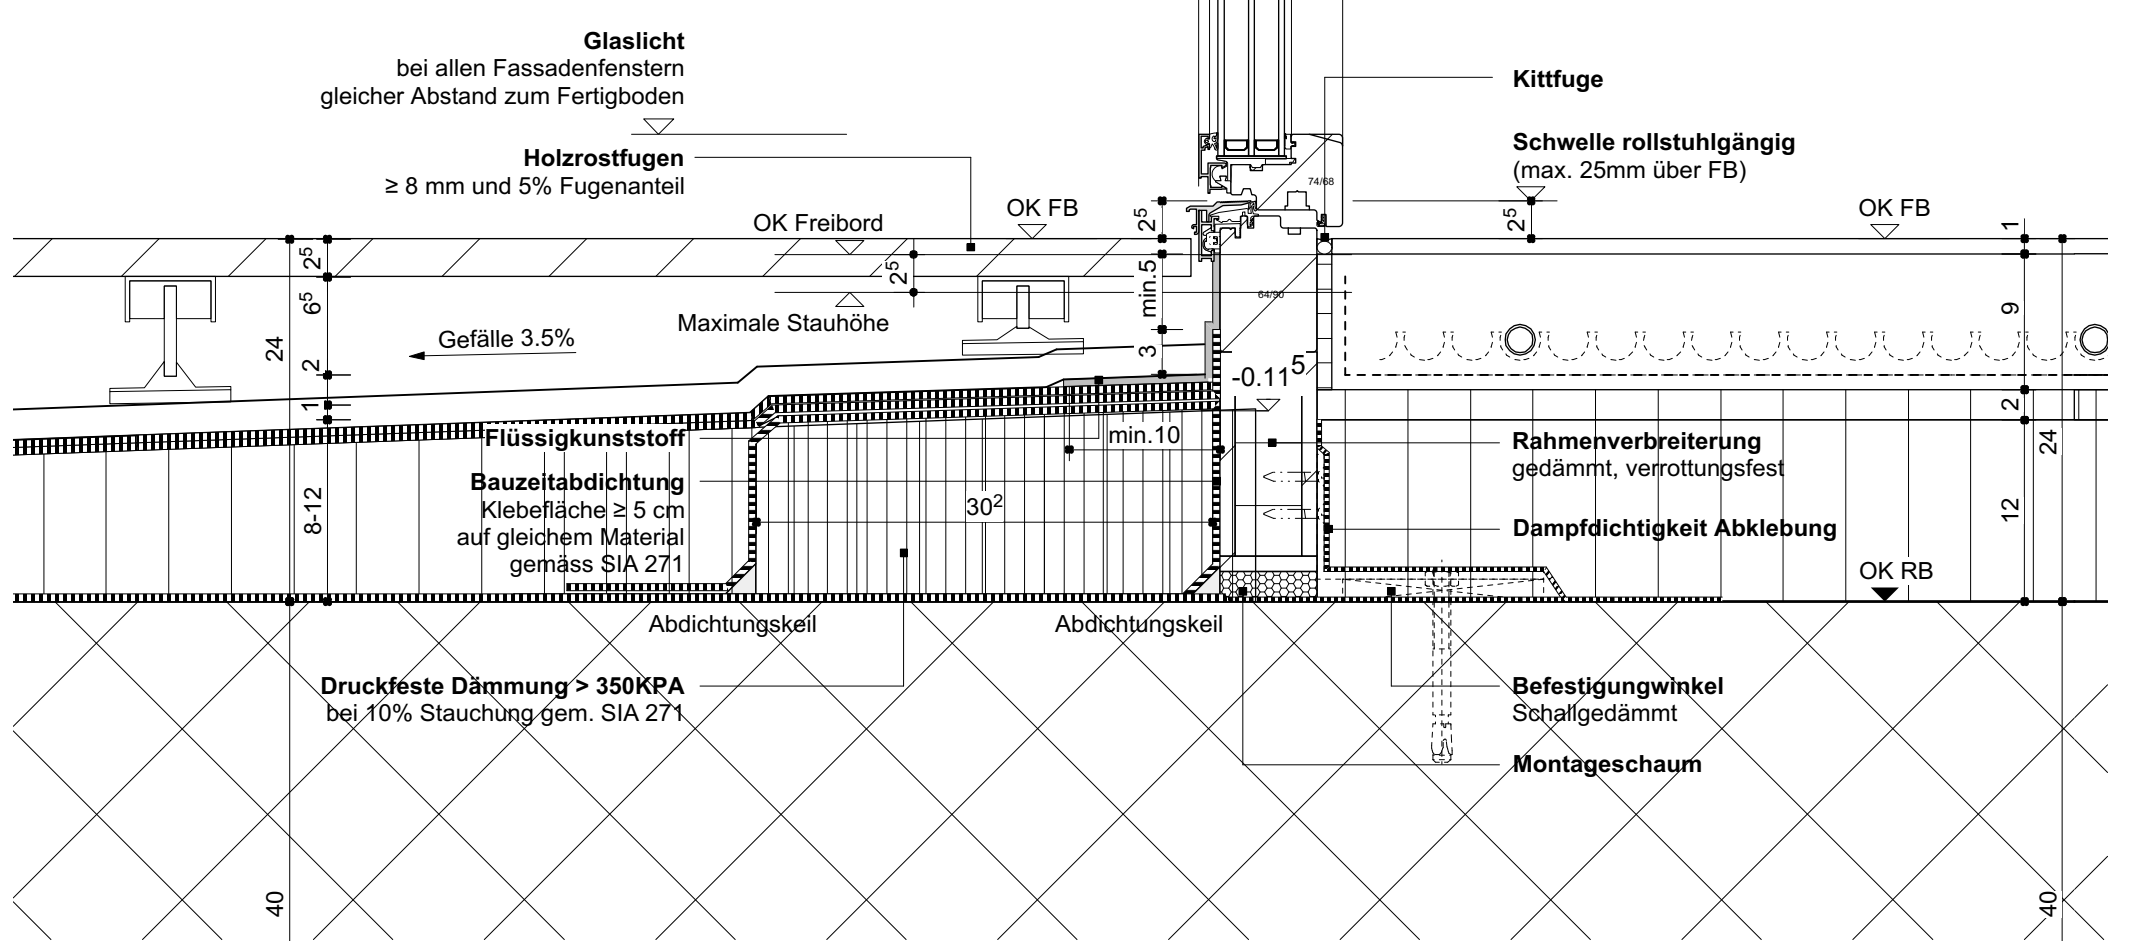 Glaslicht
bei allen Fassadenfenstern
gleicher Abstand zum Fertigboden
Holzrostfugen
≥ 8 mm und 5% Fugenanteil
OK Freibord
OK FB
2⁵
Kittfuge
Schwelle rollstuhlgängig
(max. 25mm über FB)
74/68
2⁵
OK FB
1
2⁵
6⁵
24
2
1
8-12
40
Gefälle 3.5%
2⁵
Maximale Stauhöhe
min.5
3
64/90
-0.11⁵
9
2
24
12
40
Flüssigkunststoff
min.10
Bauzeitabdichtung
Klebefläche ≥ 5 cm
auf gleichem Material
gemäss SIA 271
30²
Rahmenverbreiterung
gedämmt, verrottungsfest
Dampfdichtigkeit Abklebung
OK RB
Abdichtungskeil
Abdichtungskeil
Druckfeste Dämmung > 350KPA
bei 10% Stauchung gem. SIA 271
Befestigungwinkel
Schallgedämmt
Montageschaum